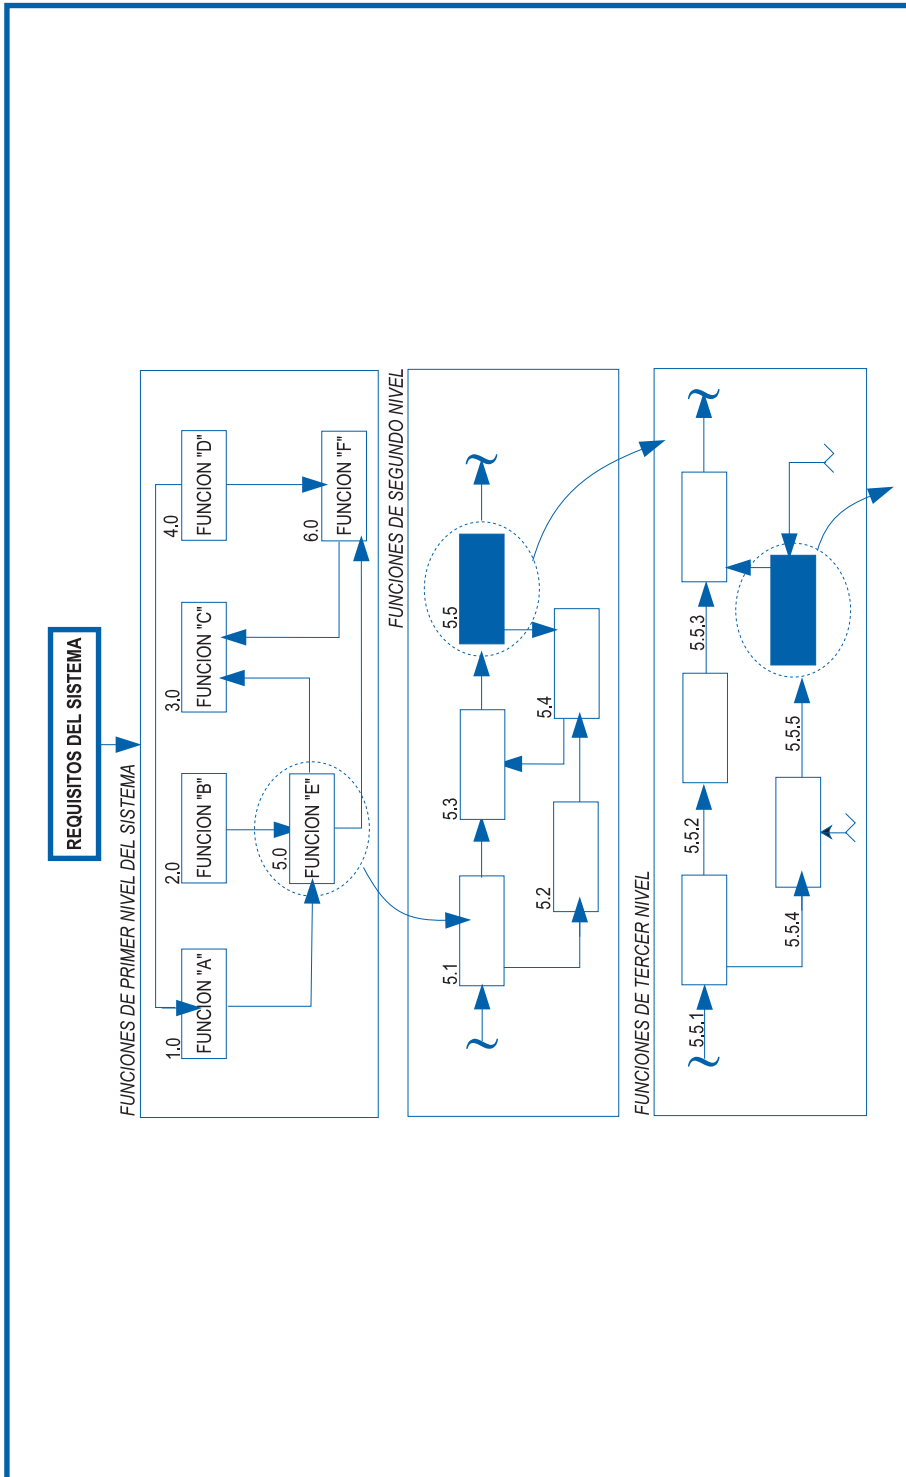 REQUISITOS DEL SISTEMA
FUNCIONES DE PRIMER NIVEL DEL SISTEMA
1.0
FUNCION "A"
2.0
FUNCION "B"
3.0
FUNCION "C"
4.0
FUNCION "D"
5.0
FUNCION "E"
6.0
FUNCION "F"
FUNCIONES DE SEGUNDO NIVEL
5.1
5.3
5.5
5.2
5.4
FUNCIONES DE TERCER NIVEL
5.5.1
5.5.2
5.5.3
5.5.4
5.5.5